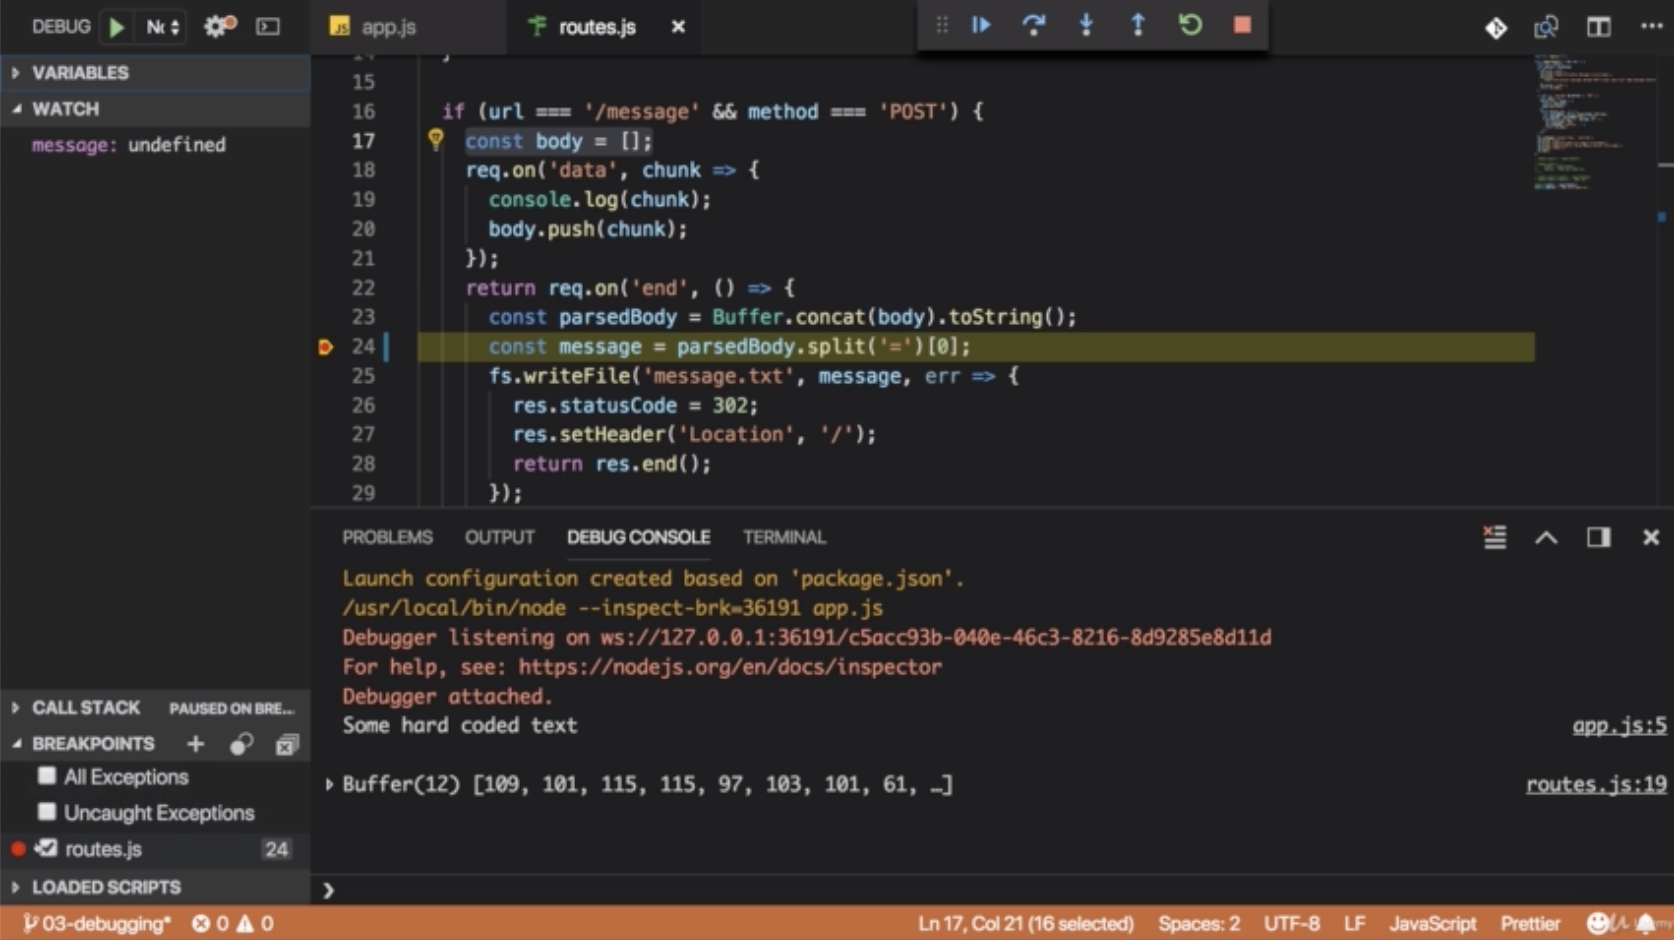 DEBUG
app.js
routes.js
VARIABLES
WATCH
message: undefined
15
16 if (url === '/message' && method === 'POST') {
17 const body = [];
18 req.on('data', chunk => {
19 console.log(chunk);
20 body.push(chunk);
21 });
22 return req.on('end', () => {
23 const parsedBody = Buffer.concat(body).toString();
24 const message = parsedBody.split('=')[0];
25 fs.writeFile('message.txt', message, err => {
26 res.statusCode = 302;
27 res.setHeader('Location', '/');
28 return res.end();
29 });
PROBLEMS OUTPUT DEBUG CONSOLE TERMINAL
Launch configuration created based on 'package.json'.
/usr/local/bin/node --inspect-brk=36191 app.js
Debugger listening on ws://127.0.0.1:36191/c5acc93b-040e-46c3-8216-8d9285e8d11d
For help, see: https://nodejs.org/en/docs/inspector
Debugger attached.
Some hard coded text app.js:5
Buffer(12) [109, 101, 115, 115, 97, 103, 101, 61, …] routes.js:19
CALL STACK PAUSED ON BRE...
BREAKPOINTS
All Exceptions
Uncaught Exceptions
routes.js 24
LOADED SCRIPTS
03-debugging* 0 0 Ln 17, Col 21 (16 selected) Spaces: 2 UTF-8 LF JavaScript Prettier